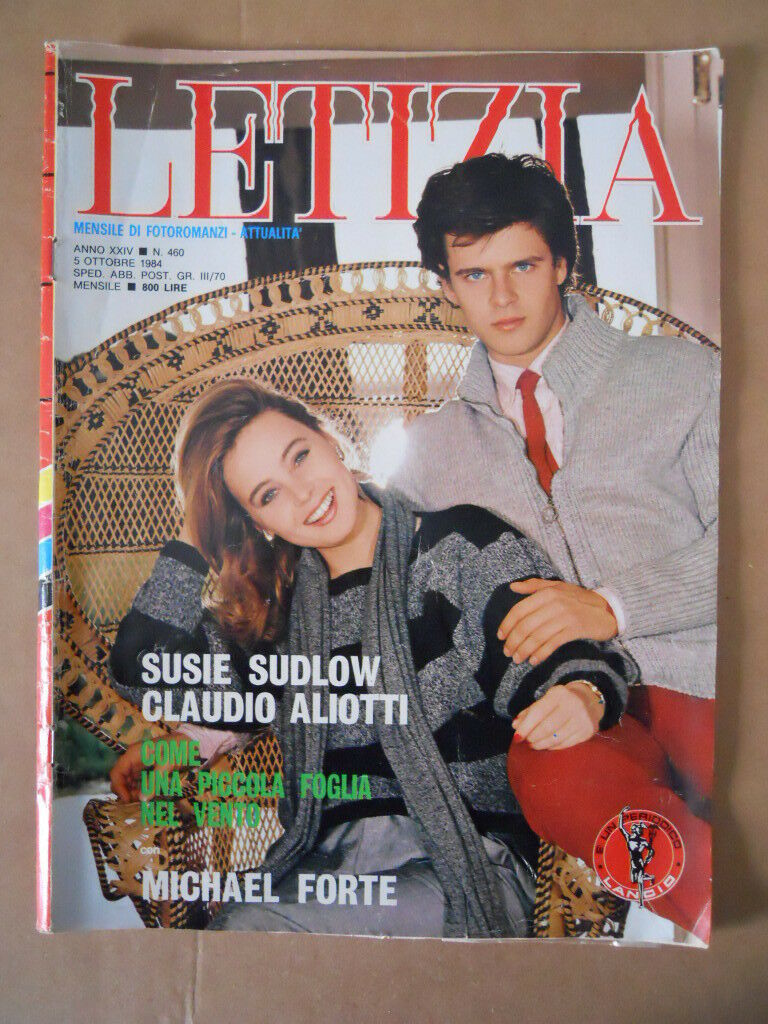 LETIZIA
MENSILE DI FOTOROMANZI - ATTUALITA'
ANNO XXIV ■ N. 460
5 OTTOBRE 1984
SPED. ABB. POST. GR. III/70
MENSILE ■ 800 LIRE
SUSIE SUDLOW
CLAUDIO ALIOTTI
COME
UNA PICCOLA FOGLIA
NEL VENTO
con
MICHAEL FORTE
È UN PERIODICO
LANCIO